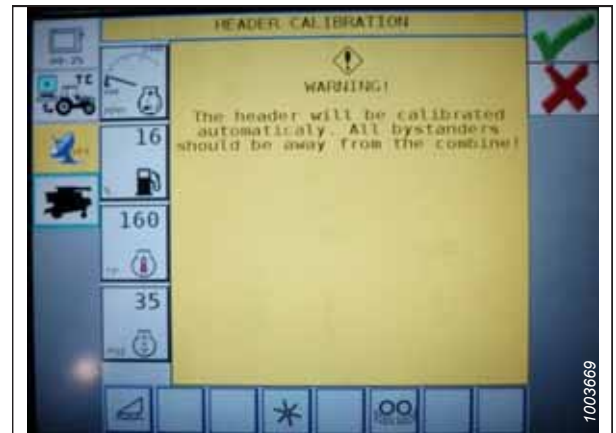 HEADER CALIBRATION
WARNING!
The header will be calibrated
automaticaly. All bystanders
should be away from the combine!
TC
16
160
35
1003669